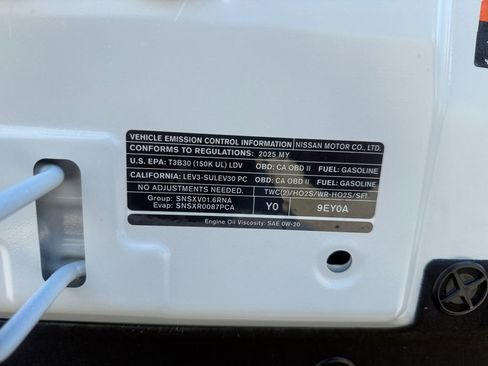 VEHICLE EMISSION CONTROL INFORMATION NISSAN MOTOR CO., LTD.
CONFORMS TO REGULATIONS: 2025 MY
U.S. EPA: T3B30 (150K UL) LDV OBD: CA OBD II FUEL: GASOLINE
CALIFORNIA: LEV3-SULEV30 PC OBD: CA OBD II FUEL: GASOLINE
NO ADJUSTMENTS NEEDED. TWC(2)/HO2S/WR-HO2S/SFI
Group: SNSXV01.6RNA
Evap: SNSXR0087PCA Y0 9EY0A
Engine Oil Viscosity: SAE 0W-20